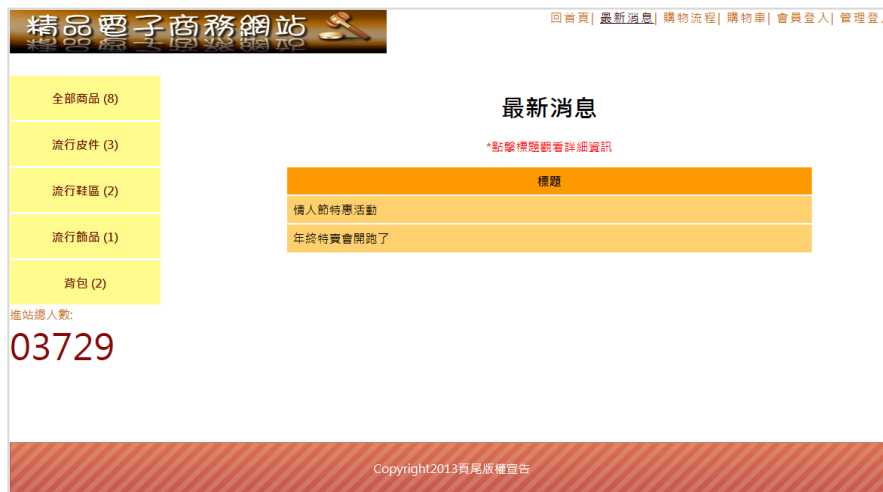 精品電子商務網站
回首頁| 最新消息| 購物流程| 購物車| 會員登入| 管理登
全部商品 (8)
流行皮件 (3)
流行鞋區 (2)
流行飾品 (1)
背包 (2)
進站總人數:
03729
最新消息
*點擊標題觀看詳細資訊
標題
情人節特惠活動
年終特賣會開跑了
Copyright2013頁尾版權宣告